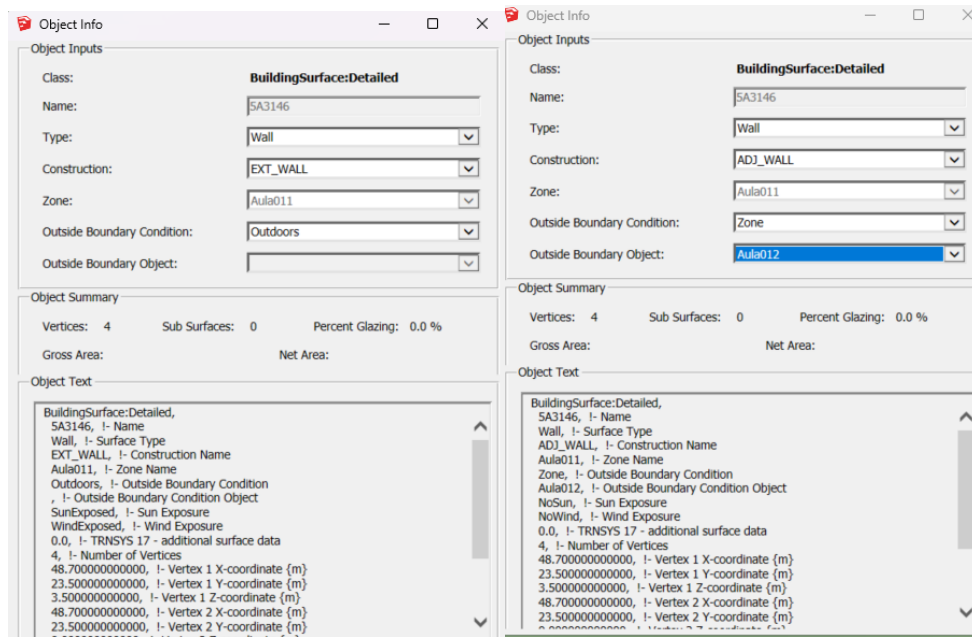 Object Info
Object Inputs
Class: BuildingSurface:Detailed
Name: 5A3146
Type: Wall
Construction: EXT_WALL
Zone: Aula011
Outside Boundary Condition: Outdoors
Outside Boundary Object:
Object Summary
Vertices: 4 Sub Surfaces: 0 Percent Glazing: 0.0 %
Gross Area: Net Area:
Object Text
BuildingSurface:Detailed,
5A3146, !- Name
Wall, !- Surface Type
EXT_WALL, !- Construction Name
Aula011, !- Zone Name
Outdoors, !- Outside Boundary Condition
, !- Outside Boundary Condition Object
SunExposed, !- Sun Exposure
WindExposed, !- Wind Exposure
0.0, !- TRNSYS 17 - additional surface data
4, !- Number of Vertices
48.700000000000, !- Vertex 1 X-coordinate {m}
23.500000000000, !- Vertex 1 Y-coordinate {m}
3.500000000000, !- Vertex 1 Z-coordinate {m}
48.700000000000, !- Vertex 2 X-coordinate {m}
23.500000000000, !- Vertex 2 Y-coordinate {m}
Object Info
Object Inputs
Class: BuildingSurface:Detailed
Name: 5A3146
Type: Wall
Construction: ADJ_WALL
Zone: Aula011
Outside Boundary Condition: Zone
Outside Boundary Object: Aula012
Object Summary
Vertices: 4 Sub Surfaces: 0 Percent Glazing: 0.0 %
Gross Area: Net Area:
Object Text
BuildingSurface:Detailed,
5A3146, !- Name
Wall, !- Surface Type
ADJ_WALL, !- Construction Name
Aula011, !- Zone Name
Zone, !- Outside Boundary Condition
Aula012, !- Outside Boundary Condition Object
NoSun, !- Sun Exposure
NoWind, !- Wind Exposure
0.0, !- TRNSYS 17 - additional surface data
4, !- Number of Vertices
48.700000000000, !- Vertex 1 X-coordinate {m}
23.500000000000, !- Vertex 1 Y-coordinate {m}
3.500000000000, !- Vertex 1 Z-coordinate {m}
48.700000000000, !- Vertex 2 X-coordinate {m}
23.500000000000, !- Vertex 2 Y-coordinate {m}